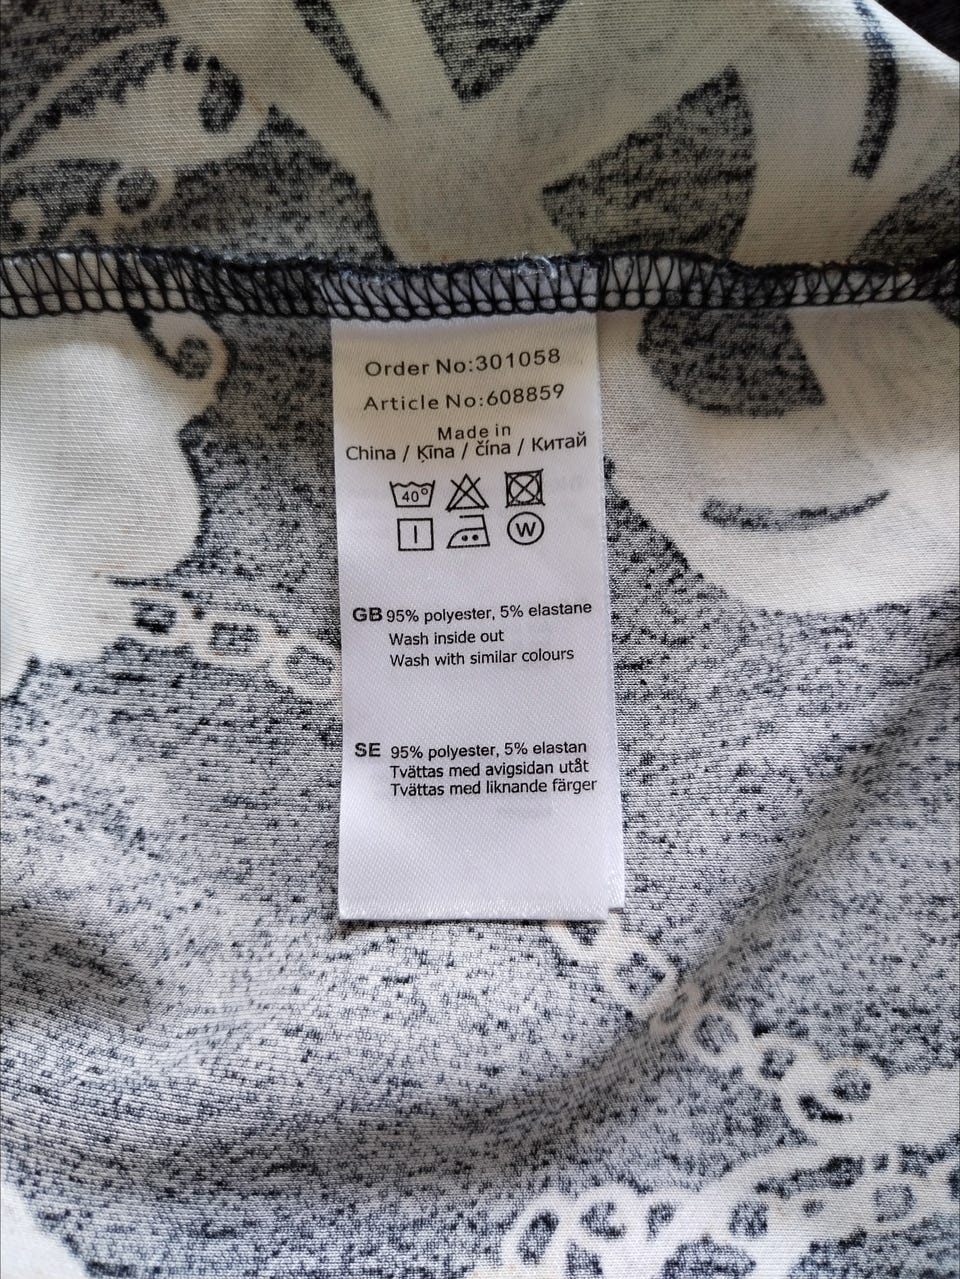 Order No:301058
Article No:608859
Made in
China / Ķīna / čína / Китай
40°
W
GB 95% polyester, 5% elastane
Wash inside out
Wash with similar colours
SE 95% polyester, 5% elastan
Tvättas med avigsidan utåt
Tvättas med liknande färger